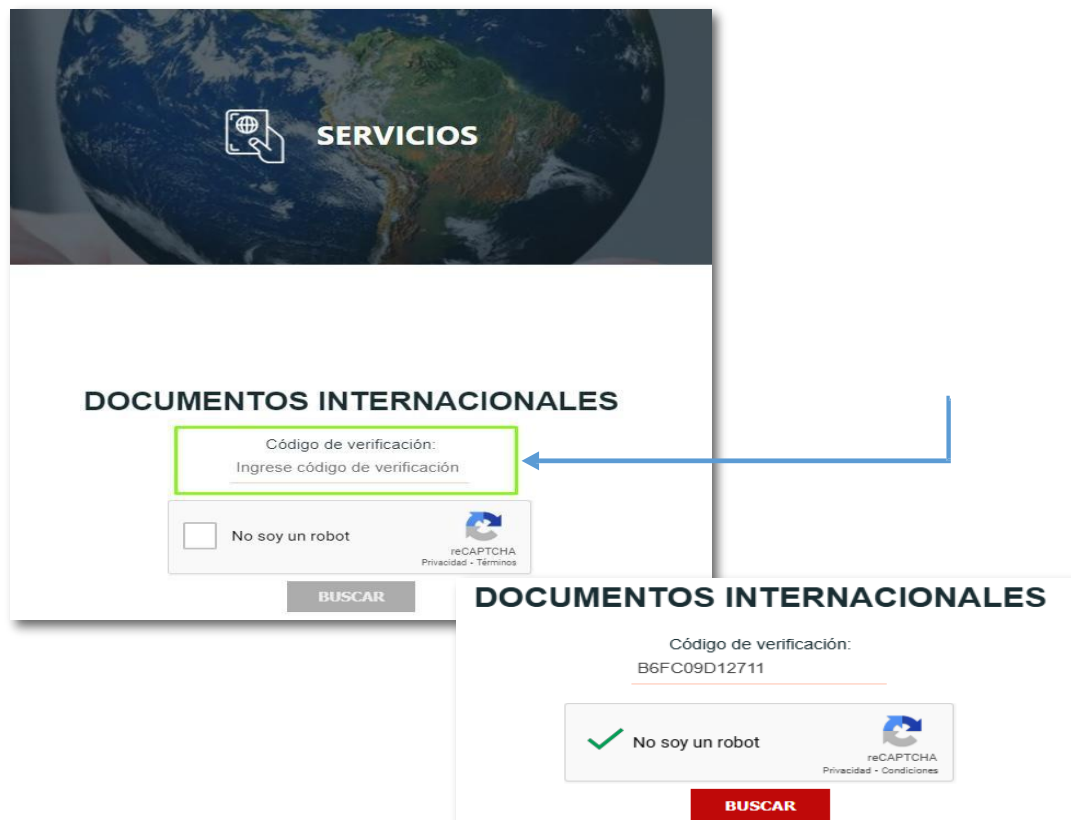 SERVICIOS
DOCUMENTOS INTERNACIONALES
Código de verificación:
Ingrese código de verificación
No soy un robot
reCAPTCHA
Privacidad - Términos
BUSCAR
DOCUMENTOS INTERNACIONALES
Código de verificación:
B6FC09D12711
No soy un robot
reCAPTCHA
Privacidad - Condiciones
BUSCAR